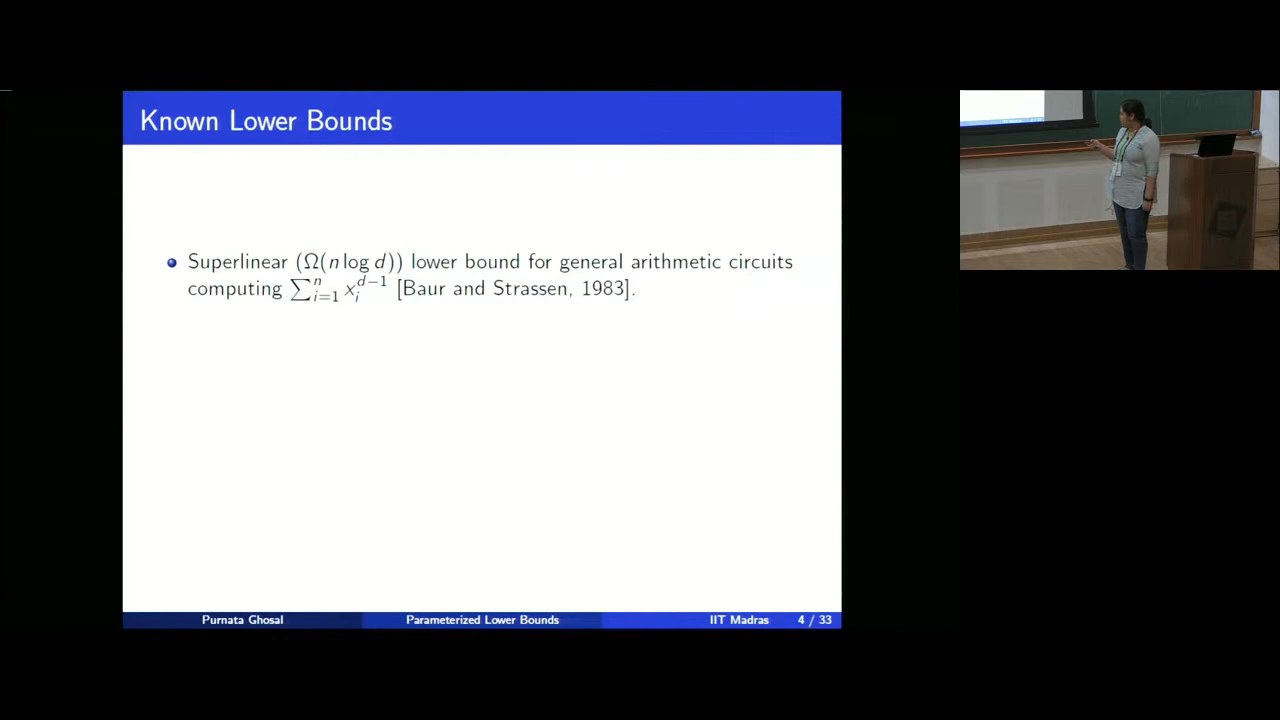 Known Lower Bounds
Superlinear (Ω(n log d)) lower bound for general arithmetic circuits
computing ∑_{i=1}^{n} x_i^{d−1} [Baur and Strassen, 1983].
Purnata Ghosal Parameterized Lower Bounds IIT Madras 4 / 33